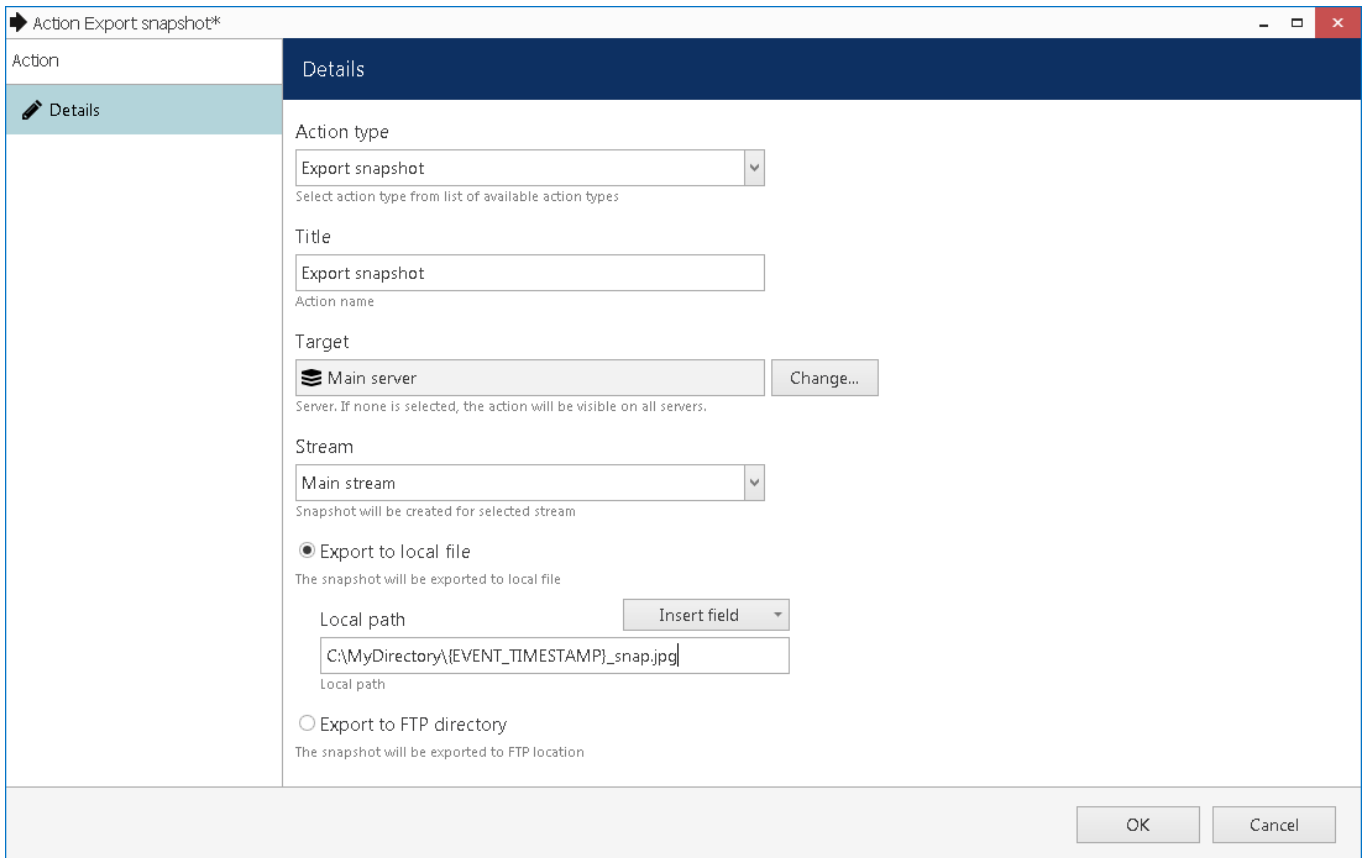 Action Export snapshot*
Action
Details
Details
Action type
Export snapshot
Select action type from list of available action types
Title
Export snapshot
Action name
Target
Main server
Change...
Server. If none is selected, the action will be visible on all servers.
Stream
Main stream
Snapshot will be created for selected stream
Export to local file
The snapshot will be exported to local file
Local path
Insert field
C:\MyDirectory\{EVENT_TIMESTAMP}_snap.jpg
Local path
Export to FTP directory
The snapshot will be exported to FTP location
OK
Cancel